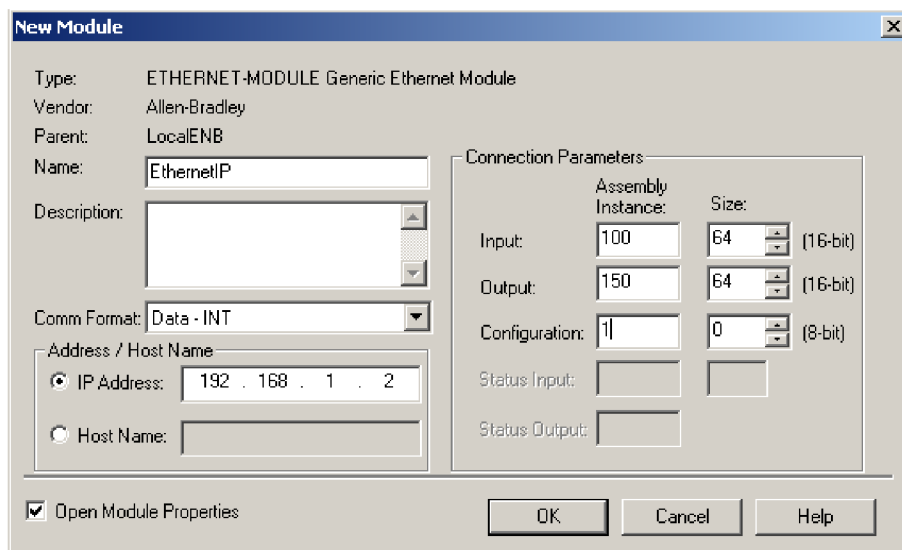 New Module
Type: ETHERNET-MODULE Generic Ethernet Module
Vendor: Allen-Bradley
Parent: LocalENB
Name: EthernetIP
Description:
Comm Format: Data - INT
Address / Host Name
IP Address: 192 . 168 . 1 . 2
Host Name:
Connection Parameters
Assembly
Instance: Size:
Input: 100 64 (16-bit)
Output: 150 64 (16-bit)
Configuration: 1 0 (8-bit)
Status Input:
Status Output:
Open Module Properties
OK Cancel Help